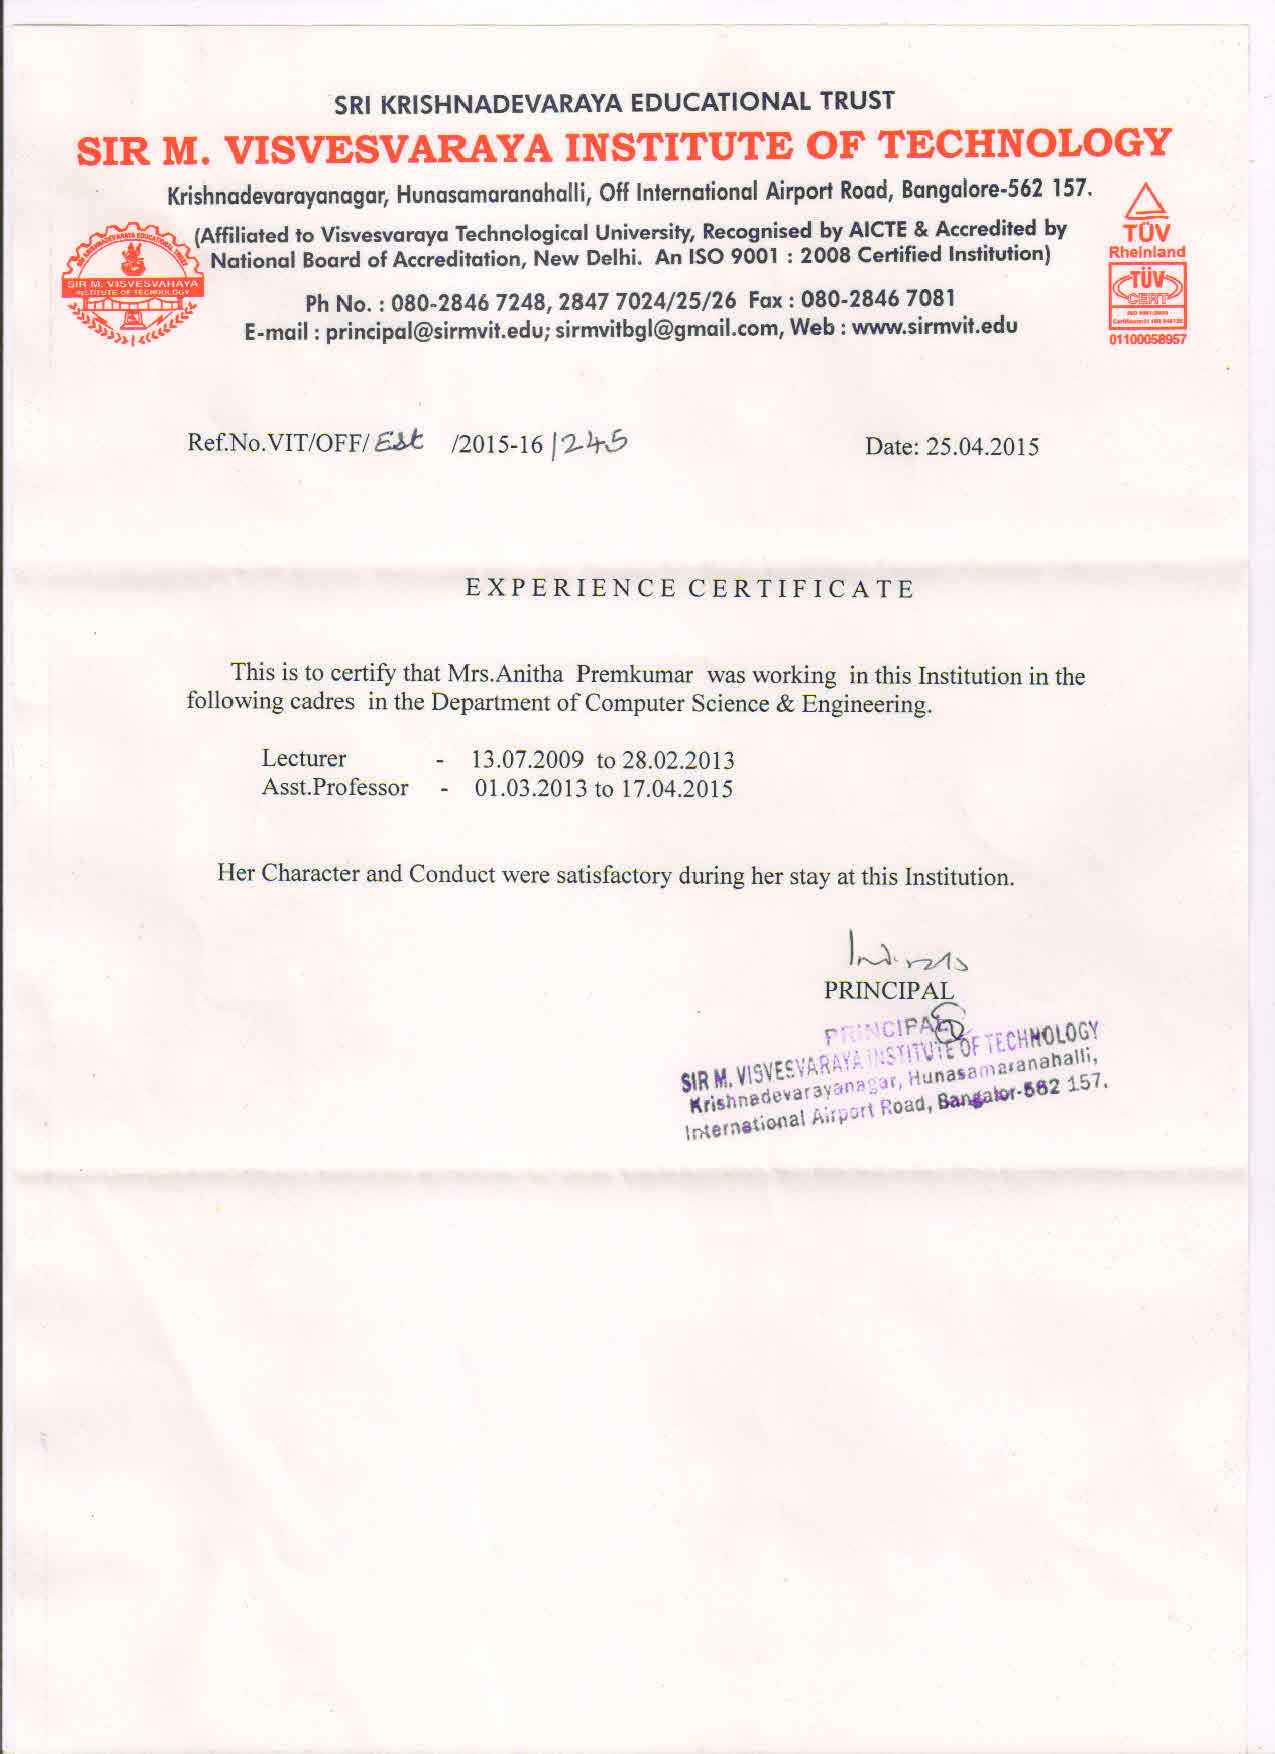 SRI KRISHNADEVARAYA EDUCATIONAL TRUST
SIR M. VISVESVARAYA INSTITUTE OF TECHNOLOGY
Krishnadevarayanagar, Hunasamaranahalli, Off International Airport Road, Bangalore-562 157.
(Affiliated to Visvesvaraya Technological University, Recognised by AICTE & Accredited by
National Board of Accreditation, New Delhi. An ISO 9001 : 2008 Certified Institution)
Ph No. : 080-2846 7248, 2847 7024/25/26 Fax : 080-2846 7081
E-mail : principal@sirmvit.edu; sirmvitbgl@gmail.com, Web : www.sirmvit.edu
SIR M. VISVESVARAYA
INSTITUTE OF TECHNOLOGY
TÜV
Rheinland
TÜV
CERT
01100058957
Ref.No.VIT/OFF/ Est /2015-16 /245
Date: 25.04.2015
EXPERIENCE CERTIFICATE
This is to certify that Mrs.Anitha Premkumar was working in this Institution in the
following cadres in the Department of Computer Science & Engineering.
Lecturer - 13.07.2009 to 28.02.2013
Asst.Professor - 01.03.2013 to 17.04.2015
Her Character and Conduct were satisfactory during her stay at this Institution.
PRINCIPAL
PRINCIPAL
SIR M. VISVESVARAYA INSTITUTE OF TECHNOLOGY
Krishnadevarayanagar, Hunasamaranahalli,
International Airport Road, Bangalor-562 157.